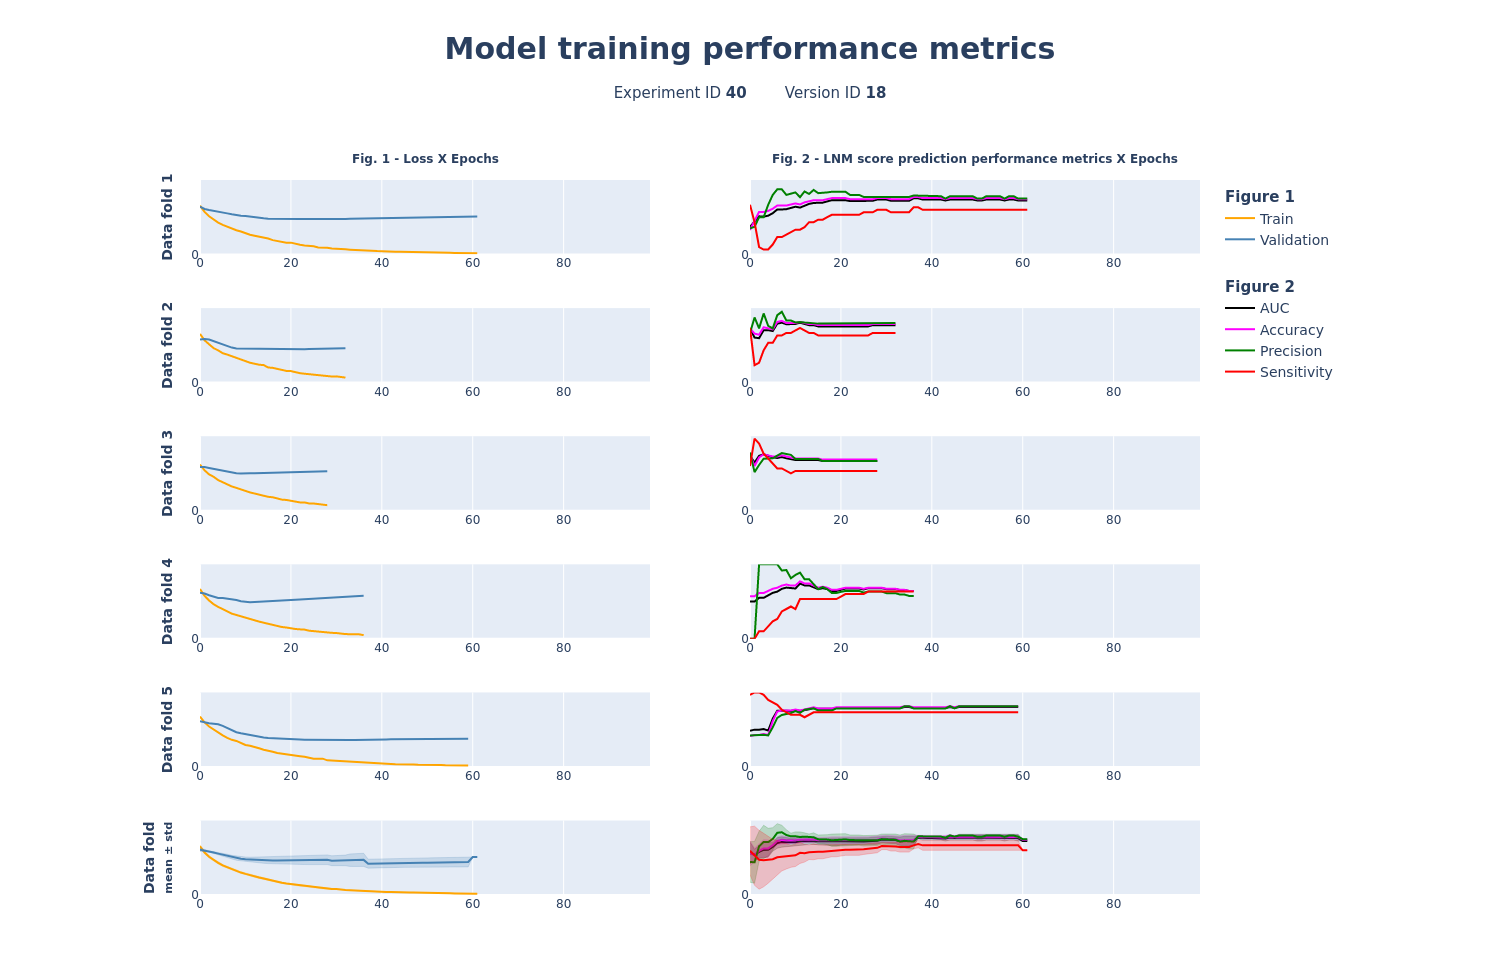 Model training performance metrics
Experiment ID 40 Version ID 18
Fig. 1 - Loss X Epochs
Fig. 2 - LNM score prediction performance metrics X Epochs
Data fold 1
0
0 20 40 60 80
0
0 20 40 60 80
Figure 1
Train
Validation
Figure 2
AUC
Accuracy
Precision
Sensitivity
Data fold 2
0
0 20 40 60 80
0
0 20 40 60 80
Data fold 3
0
0 20 40 60 80
0
0 20 40 60 80
Data fold 4
0
0 20 40 60 80
0
0 20 40 60 80
Data fold 5
0
0 20 40 60 80
0
0 20 40 60 80
Data fold
mean ± std
0
0 20 40 60 80
0
0 20 40 60 80